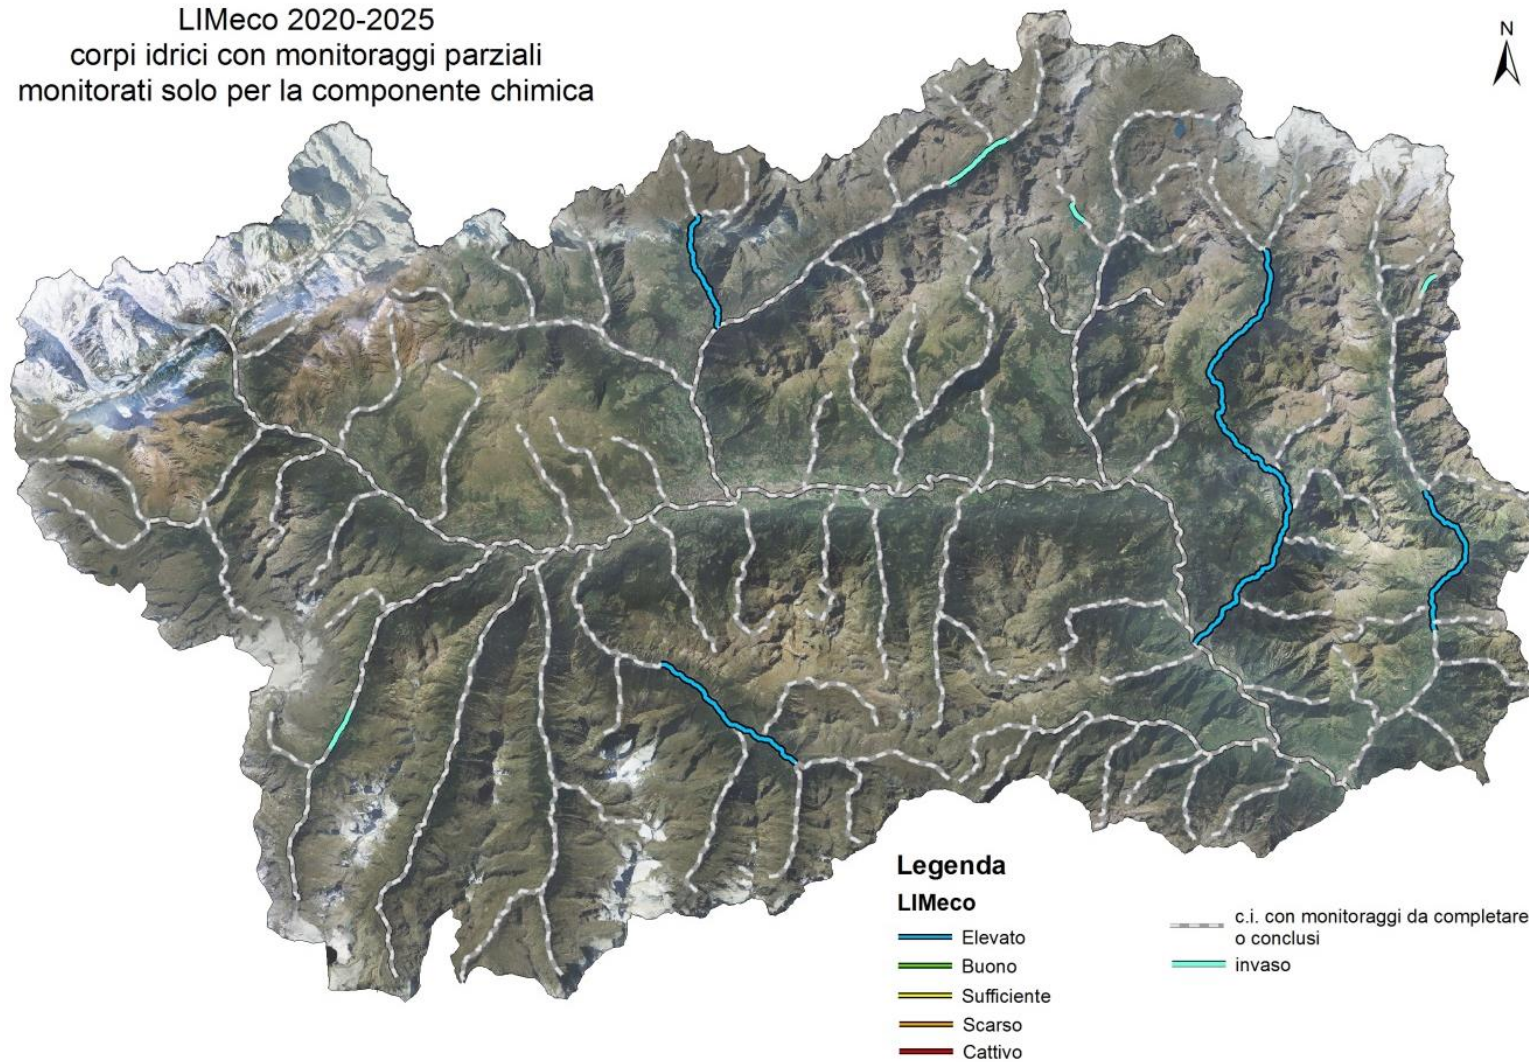 LIMeco 2020-2025
corpi idrici con monitoraggi parziali
monitorati solo per la componente chimica
N
Legenda
LIMeco
Elevato
Buono
Sufficiente
Scarso
Cattivo
c.i. con monitoraggi da completare
o conclusi
invaso